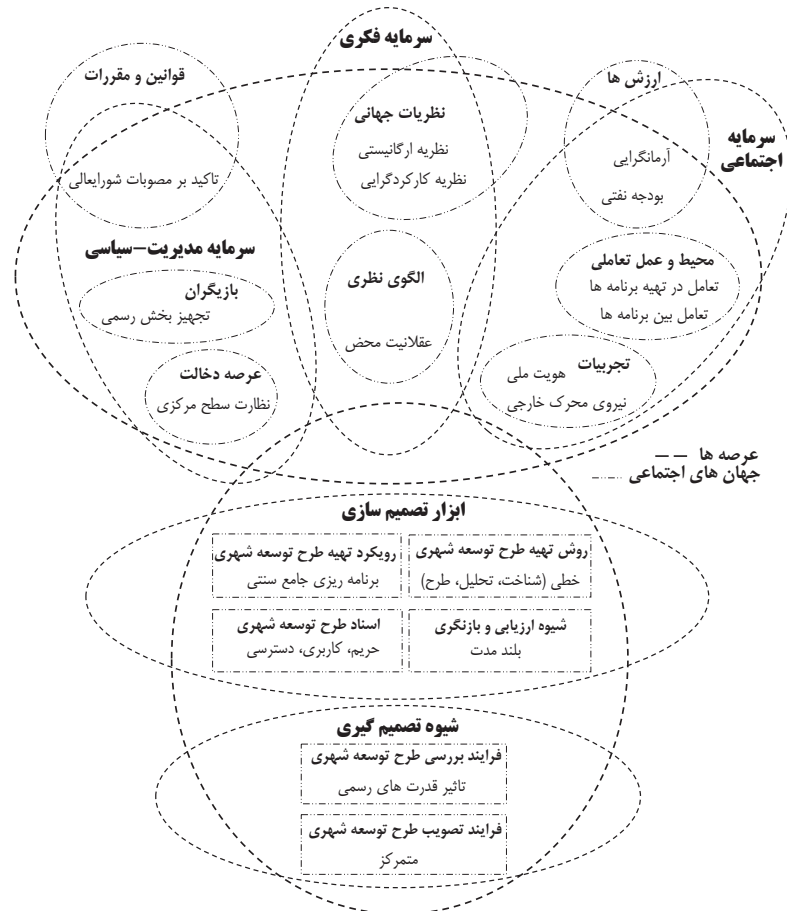 سرمایه فکری
قوانین و مقررات
تاکید بر مصوبات شورایعالی
نظریات جهانی
نظریه ارگانیستی
نظریه کارکردگرایی
ارزش ها
آرمانگرایی
بودجه نفتی
سرمایه
اجتماعی
سرمایه مدیریت-سیاسی
بازیگران
تجهیز بخش رسمی
عرصه دخالت
نظارت سطح مرکزی
الگوی نظری
عقلانیت محض
محیط و عمل تعاملی
تعامل در تهیه برنامه ها
تعامل بین برنامه ها
تجربیات
هویت ملی
نیروی محرک خارجی
عرصه ها
جهان های اجتماعی
ابزار تصمیم سازی
روش تهیه طرح توسعه شهری
خطی (شناخت، تحلیل، طرح)
رویکرد تهیه طرح توسعه شهری
برنامه ریزی جامع سنتی
شیوه ارزیابی و بازنگری
بلند مدت
اسناد طرح توسعه شهری
حریم، کاربری، دسترسی
شیوه تصمیم گیری
فرایند بررسی طرح توسعه شهری
تاثیر قدرت های رسمی
فرایند تصویب طرح توسعه شهری
متمرکز